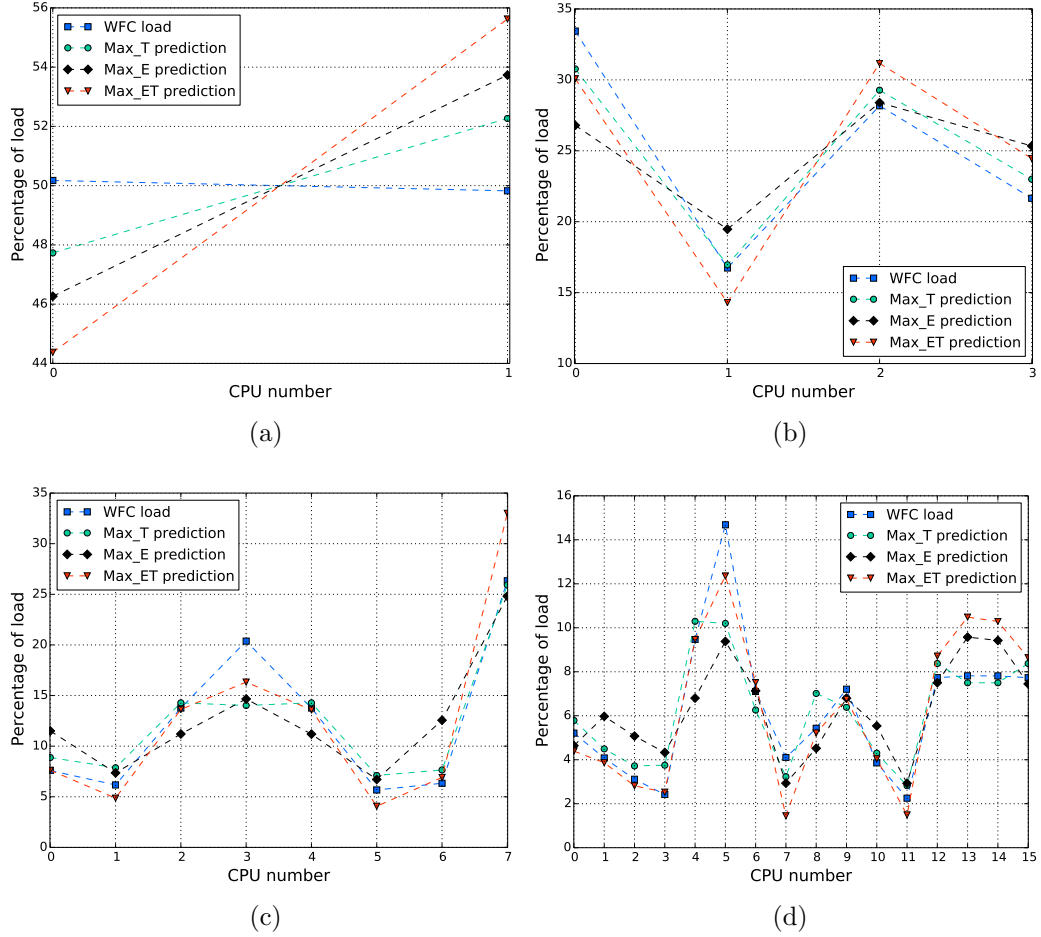 56
54
52
50
48
46
44
Percentage of load
WFC load
Max_T prediction
Max_E prediction
Max_ET prediction
0 1
CPU number
(a)
35
30
25
20
15
10
Percentage of load
WFC load
Max_T prediction
Max_E prediction
Max_ET prediction
0 1 2 3
CPU number
(b)
35
30
25
20
15
10
5
0
Percentage of load
WFC load
Max_T prediction
Max_E prediction
Max_ET prediction
0 1 2 3 4 5 6 7
CPU number
(c)
16
14
12
10
8
6
4
2
0
Percentage of load
WFC load
Max_T prediction
Max_E prediction
Max_ET prediction
0 1 2 3 4 5 6 7 8 9 10 11 12 13 14 15
CPU number
(d)